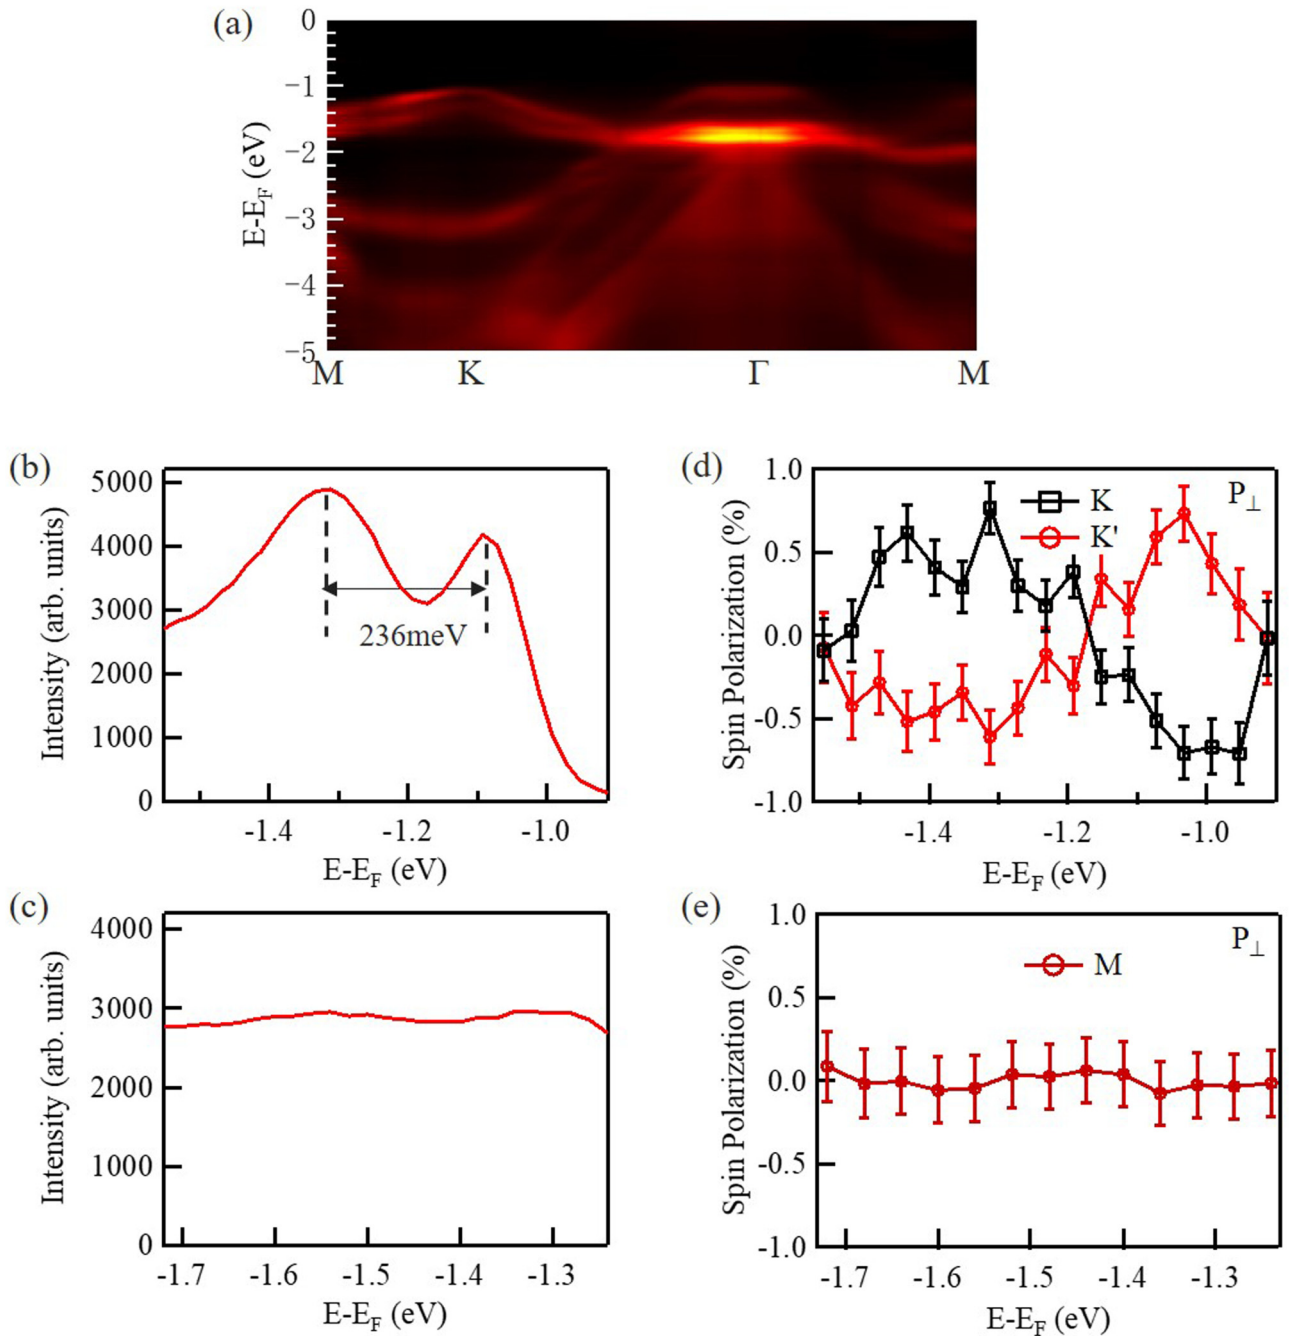 (a)
0
−1
−2
−3
−4
−5
E-E_F (eV)
M K Γ M
(b)
5000
4000
3000
2000
1000
0
Intensity (arb. units)
236meV
-1.4 -1.2 -1.0
E-E_F (eV)
(d)
1.0
0.5
0.0
-0.5
-1.0
Spin Polarization (%)
K
K'
P⊥
-1.4 -1.2 -1.0
E-E_F (eV)
(c)
4000
3000
2000
1000
0
Intensity (arb. units)
-1.7 -1.6 -1.5 -1.4 -1.3
E-E_F (eV)
(e)
1.0
0.5
0.0
-0.5
-1.0
Spin Polarization (%)
M
P⊥
-1.7 -1.6 -1.5 -1.4 -1.3
E-E_F (eV)